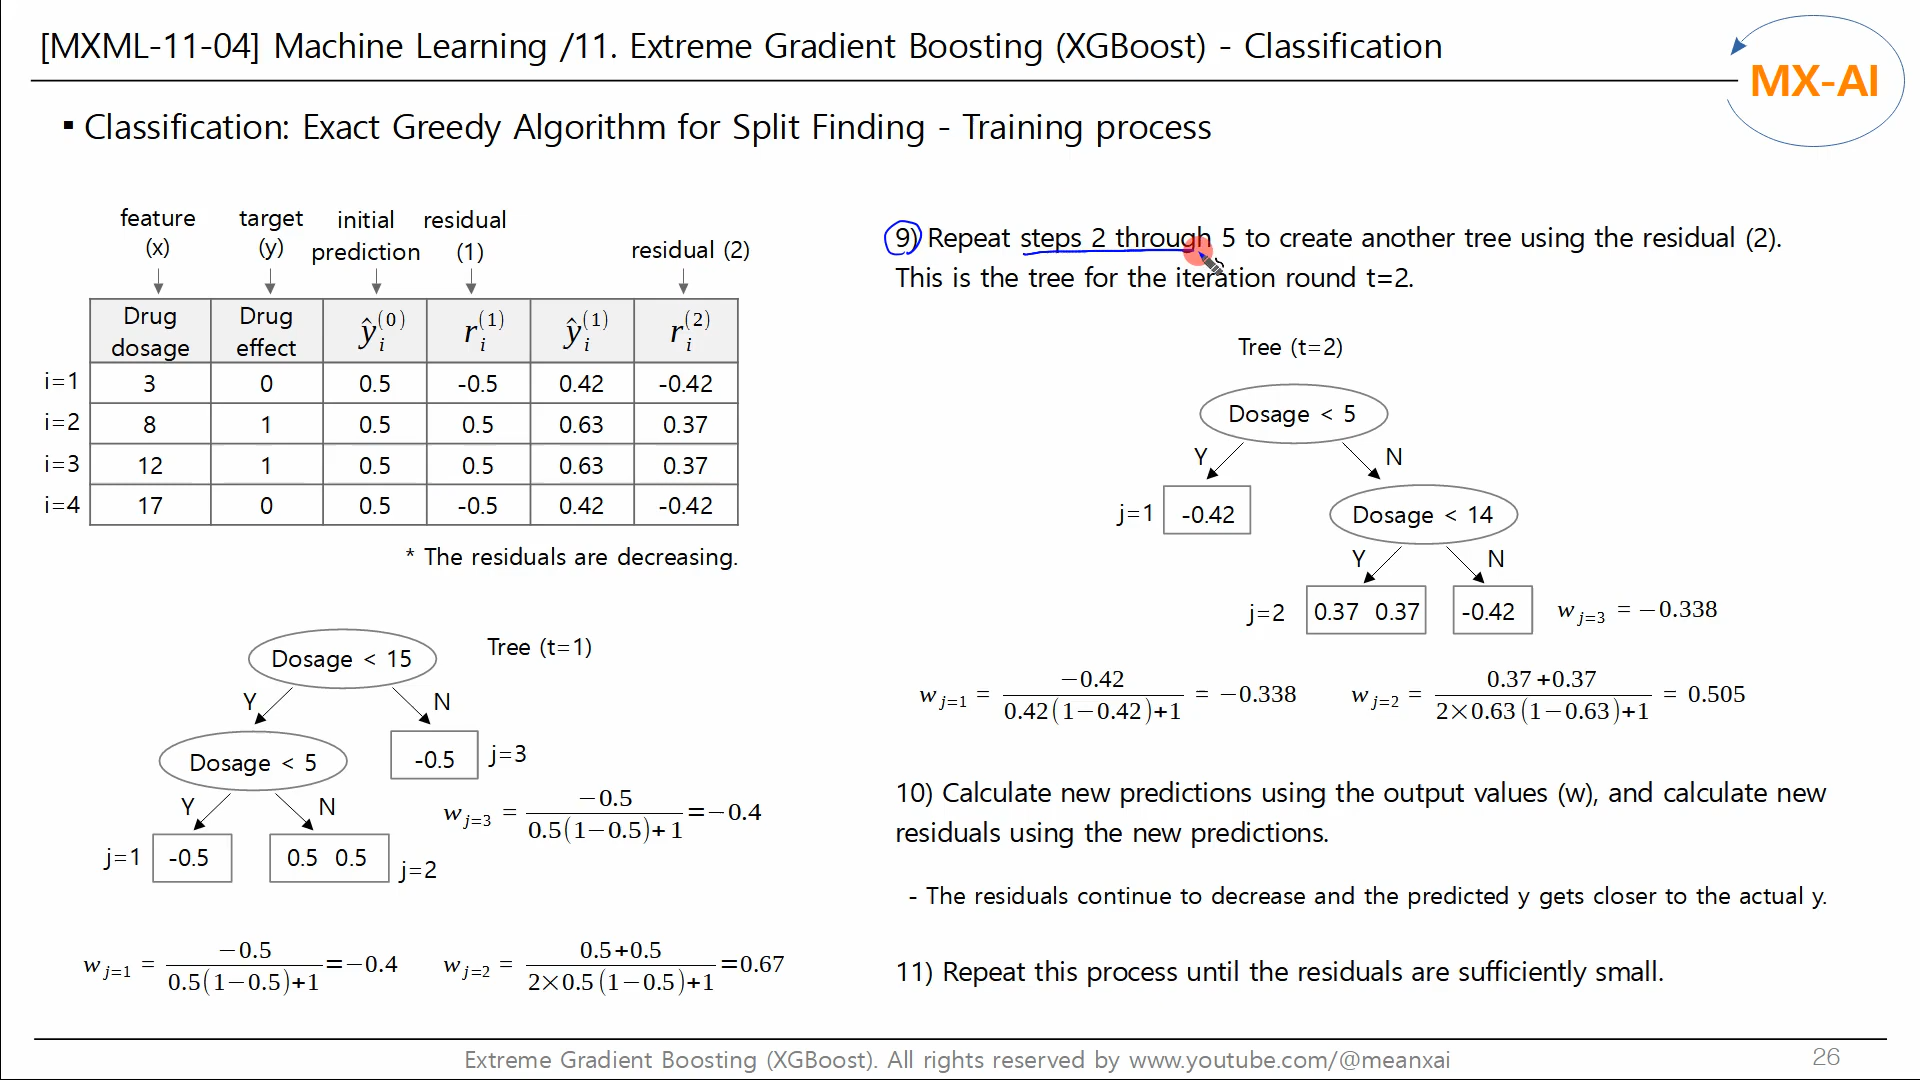 [MXML-11-04] Machine Learning /11. Extreme Gradient Boosting (XGBoost) - Classification
MX-AI
▪ Classification: Exact Greedy Algorithm for Split Finding - Training process
feature (x)
target (y)
initial prediction
residual (1)
residual (2)
Drug dosage | Drug effect | ŷ_i^(0) | r_i^(1) | ŷ_i^(1) | r_i^(2)
i=1 3 0 0.5 -0.5 0.42 -0.42
i=2 8 1 0.5 0.5 0.63 0.37
i=3 12 1 0.5 0.5 0.63 0.37
i=4 17 0 0.5 -0.5 0.42 -0.42
* The residuals are decreasing.
Tree (t=1)
Dosage < 15
Y N
Dosage < 5
-0.5 j=3
Y N
w_{j=3} = −0.5 / (0.5(1−0.5)+1) = −0.4
j=1 -0.5
0.5 0.5 j=2
w_{j=1} = −0.5 / (0.5(1−0.5)+1) = −0.4
w_{j=2} = (0.5+0.5) / (2×0.5(1−0.5)+1) = 0.67
9) Repeat steps 2 through 5 to create another tree using the residual (2).
This is the tree for the iteration round t=2.
Tree (t=2)
Dosage < 5
Y N
j=1 -0.42
Dosage < 14
Y N
j=2 0.37 0.37
-0.42 w_{j=3} = −0.338
w_{j=1} = −0.42 / (0.42(1−0.42)+1) = −0.338
w_{j=2} = (0.37+0.37) / (2×0.63(1−0.63)+1) = 0.505
10) Calculate new predictions using the output values (w), and calculate new
residuals using the new predictions.
- The residuals continue to decrease and the predicted y gets closer to the actual y.
11) Repeat this process until the residuals are sufficiently small.
Extreme Gradient Boosting (XGBoost). All rights reserved by www.youtube.com/@meanxai
26